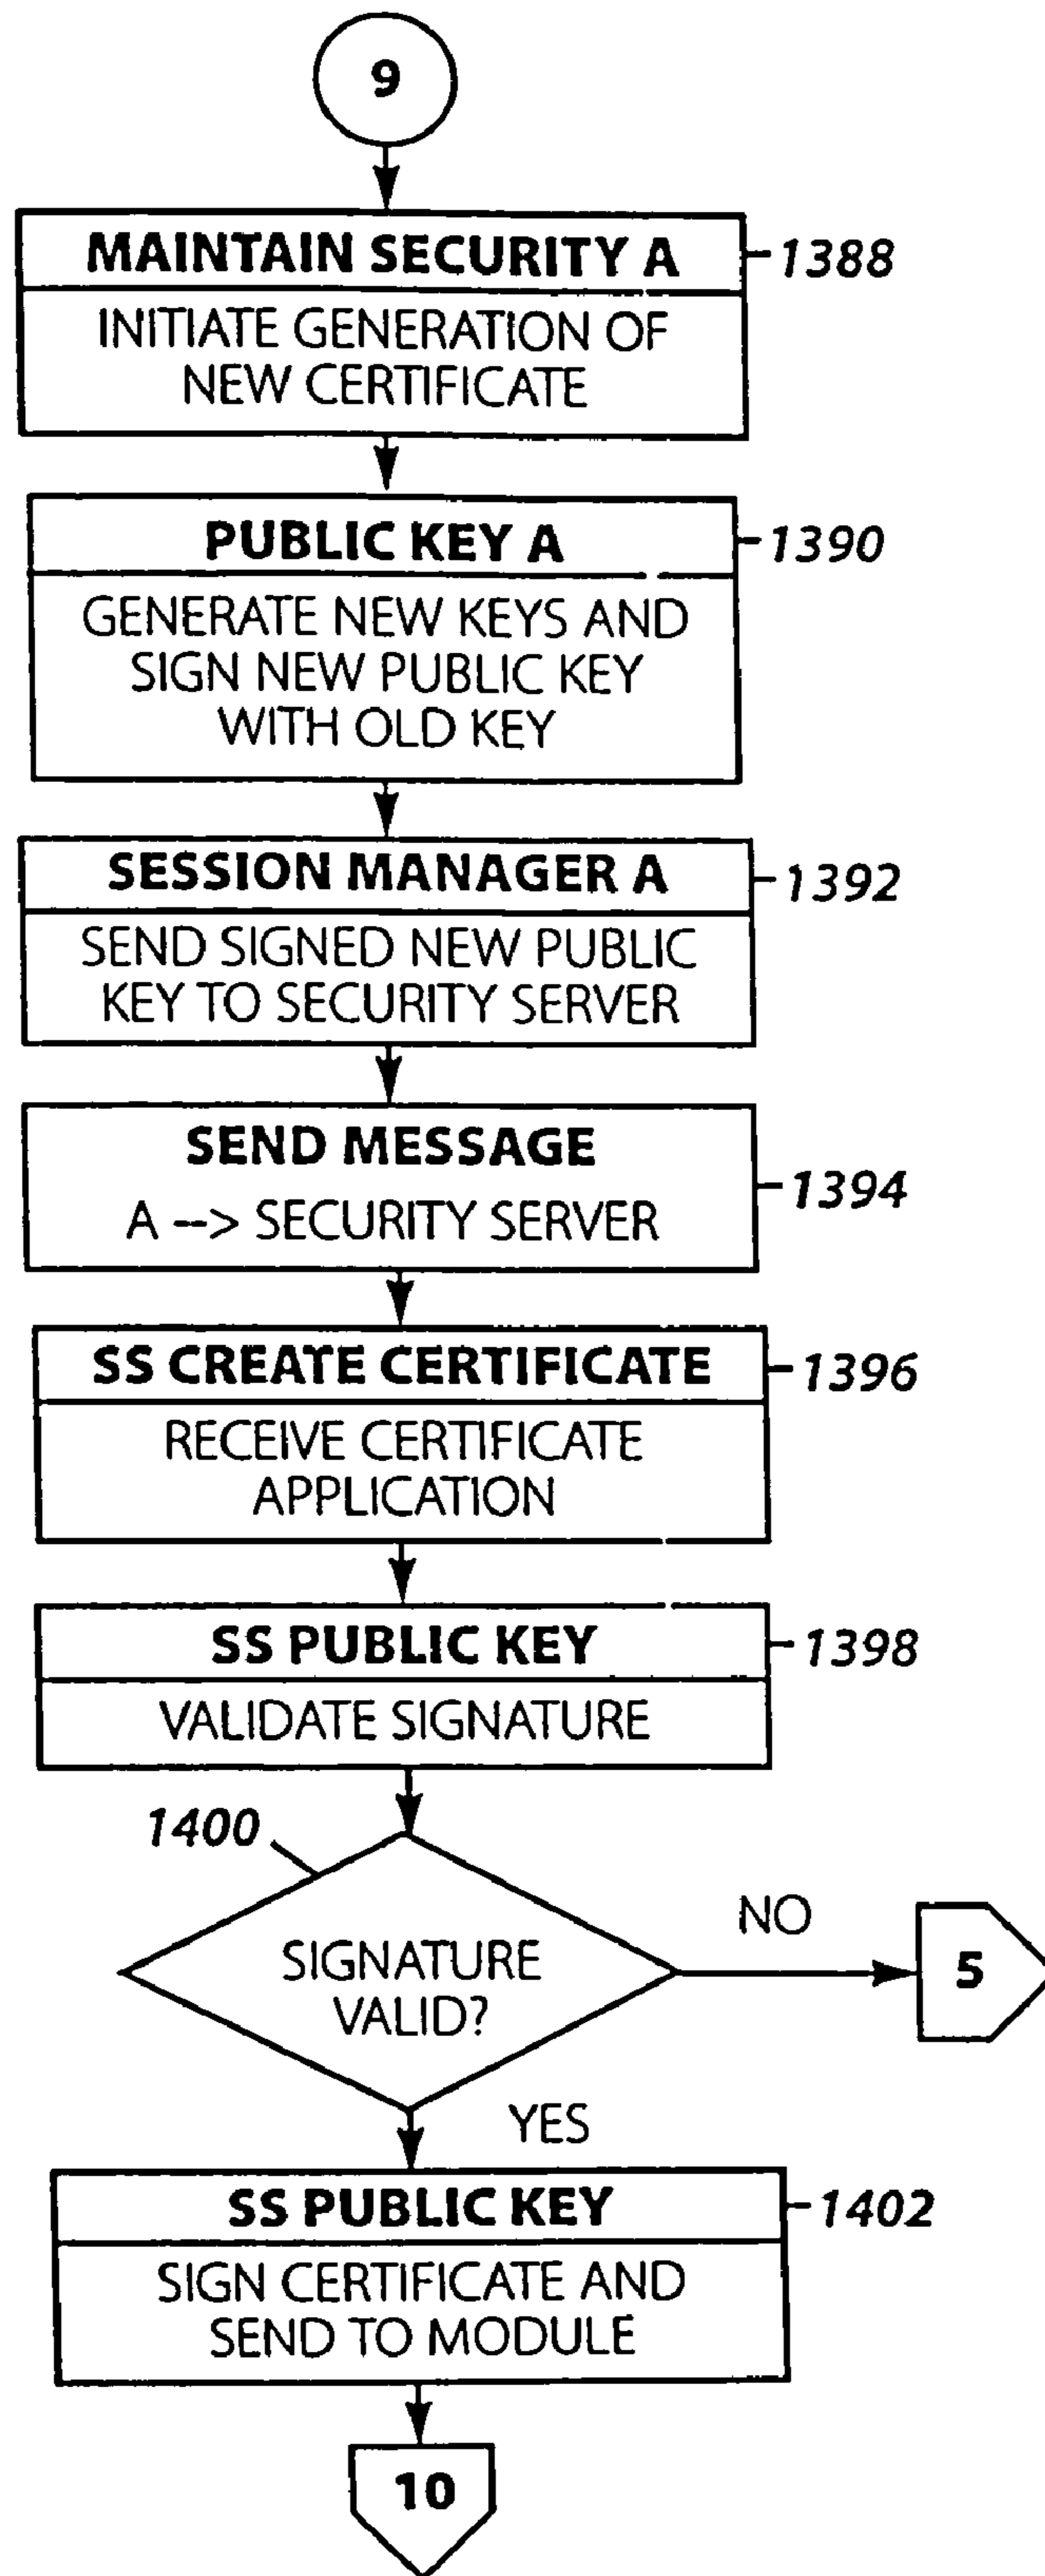 9
MAINTAIN SECURITY A
1388
INITIATE GENERATION OF
NEW CERTIFICATE
PUBLIC KEY A
1390
GENERATE NEW KEYS AND
SIGN NEW PUBLIC KEY
WITH OLD KEY
SESSION MANAGER A
1392
SEND SIGNED NEW PUBLIC
KEY TO SECURITY SERVER
SEND MESSAGE
1394
A --> SECURITY SERVER
SS CREATE CERTIFICATE
1396
RECEIVE CERTIFICATE
APPLICATION
SS PUBLIC KEY
1398
VALIDATE SIGNATURE
1400
SIGNATURE
VALID?
NO
5
YES
SS PUBLIC KEY
1402
SIGN CERTIFICATE AND
SEND TO MODULE
10